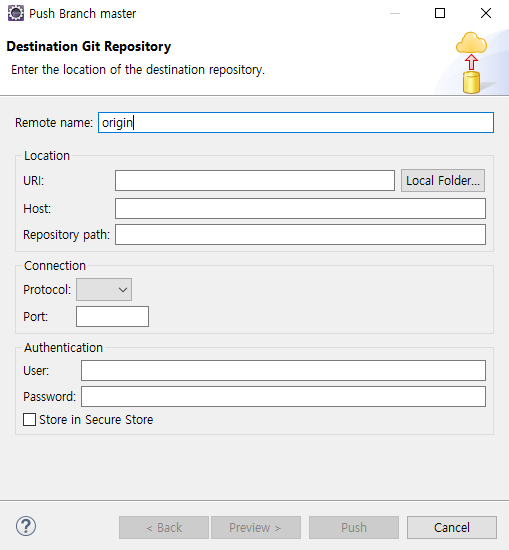 Push Branch master
Destination Git Repository
Enter the location of the destination repository.
Remote name: origin
Location
URI: Local Folder...
Host:
Repository path:
Connection
Protocol:
Port:
Authentication
User:
Password:
Store in Secure Store
? < Back Preview > Push Cancel